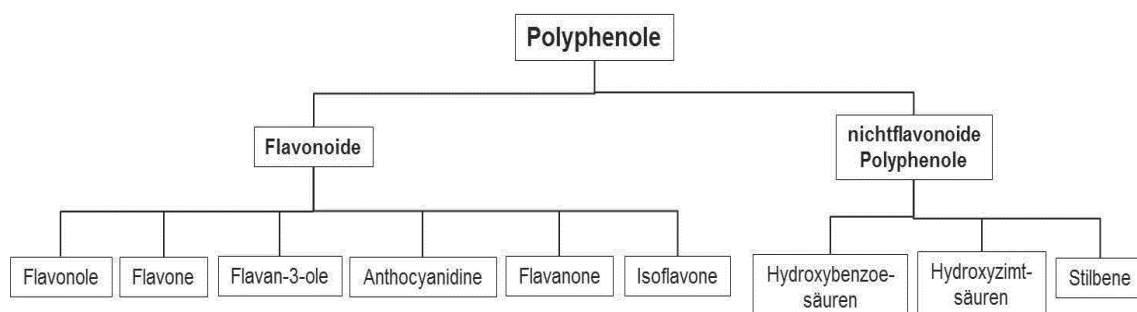 Polyphenole
Flavonoide
nichtflavonoide
Polyphenole
Flavonole
Flavone
Flavan-3-ole
Anthocyanidine
Flavanone
Isoflavone
Hydroxybenzoe-
säuren
Hydroxyzimt-
säuren
Stilbene